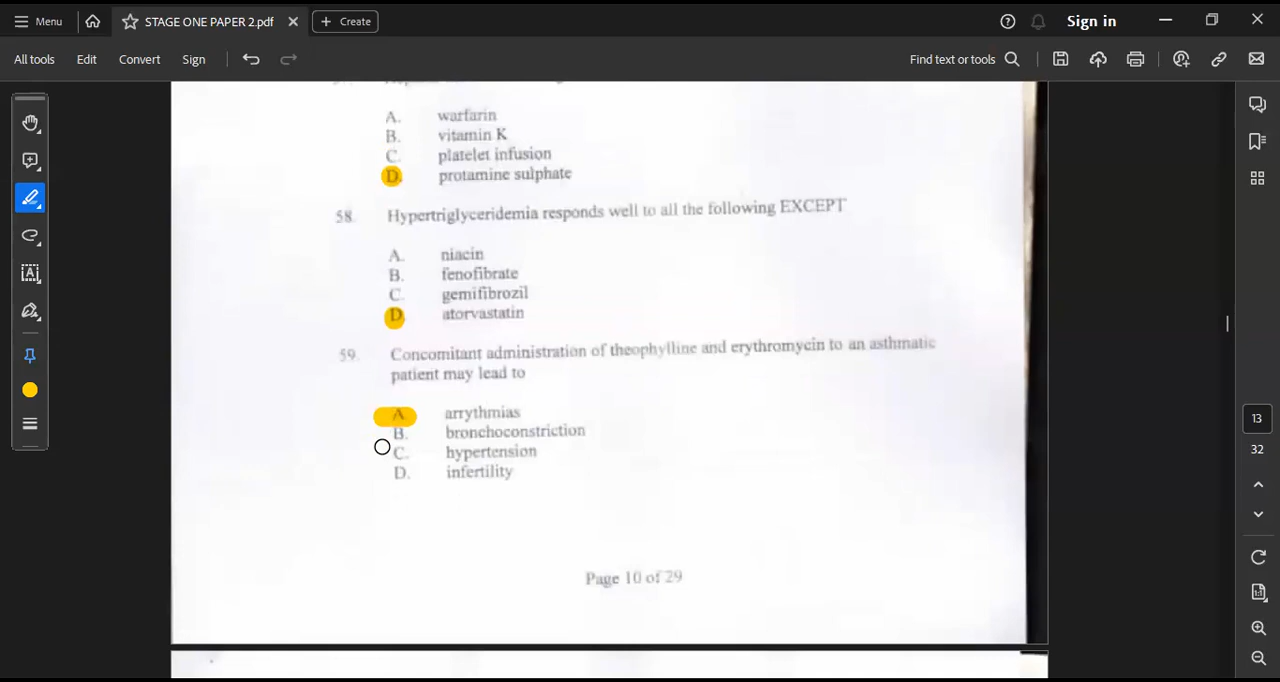 Menu
STAGE ONE PAPER 2.pdf
Create
Sign in
All tools
Edit
Convert
Sign
Find text or tools
A. warfarin
B. vitamin K
C. platelet infusion
D. protamine sulphate
58. Hypertriglyceridemia responds well to all the following EXCEPT
A. niacin
B. fenofibrate
C. gemifibrozil
D. atorvastatin
59. Concomitant administration of theophylline and erythromycin to an asthmatic
patient may lead to
A arrythmias
B. bronchoconstriction
C. hypertension
D. infertility
13
32
Page 10 of 29